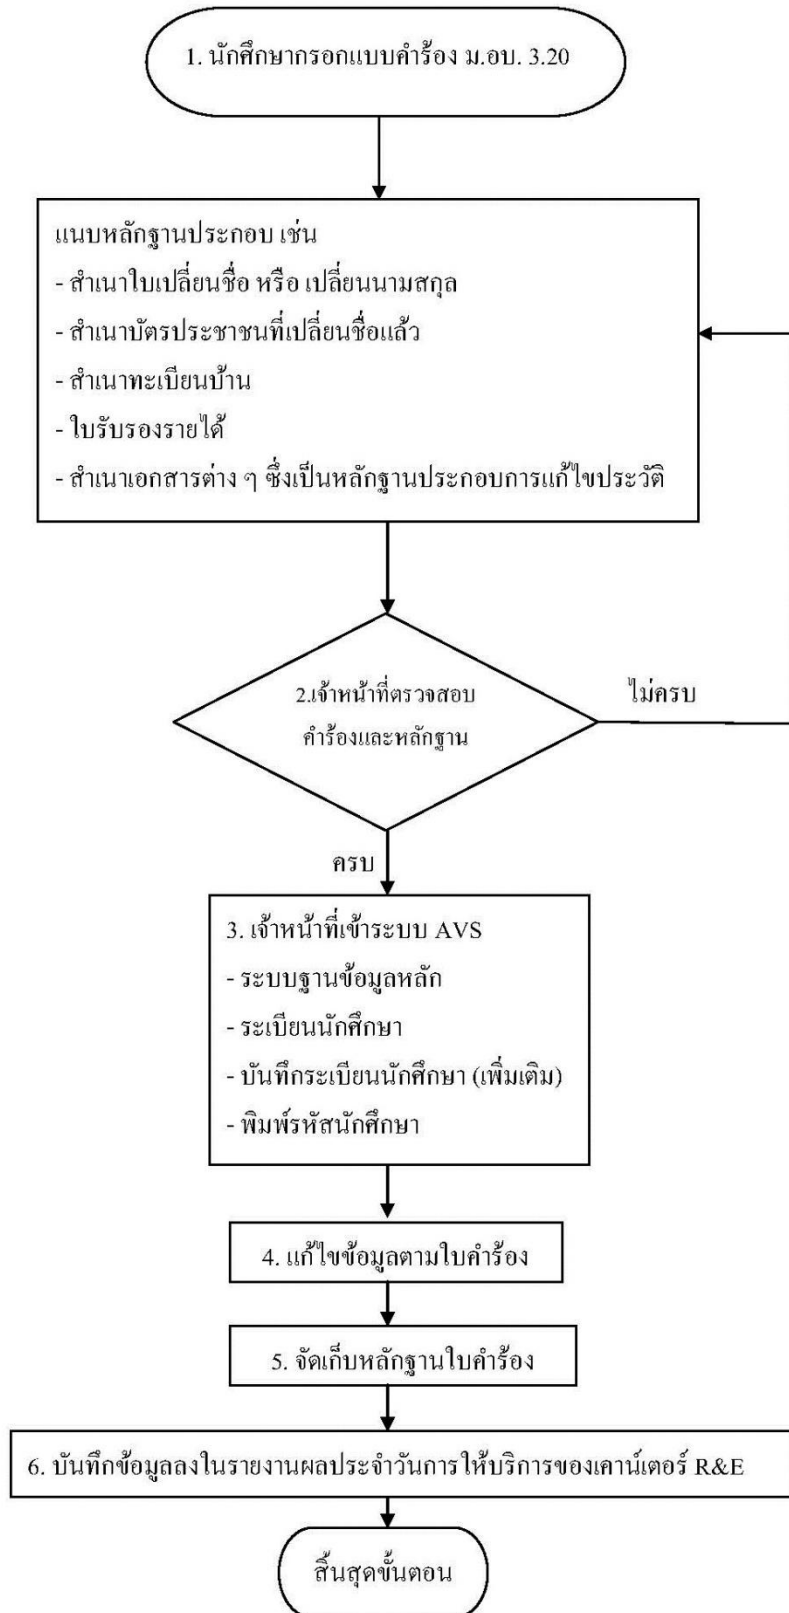 1. นักศึกษากรอกแบบคำร้อง ม.อบ. 3.20
แนบหลักฐานประกอบ เช่น
- สำเนาใบเปลี่ยนชื่อ หรือ เปลี่ยนนามสกุล
- สำเนาบัตรประชาชนที่เปลี่ยนชื่อแล้ว
- สำเนาทะเบียนบ้าน
- ใบรับรองรายได้
- สำเนาเอกสารต่าง ๆ ซึ่งเป็นหลักฐานประกอบการแก้ไขประวัติ
2.เจ้าหน้าที่ตรวจสอบ
คำร้องและหลักฐาน
ไม่ครบ
ครบ
3. เจ้าหน้าที่เข้าระบบ AVS
- ระบบฐานข้อมูลหลัก
- ระเบียนนักศึกษา
- บันทึกระเบียนนักศึกษา (เพิ่มเติม)
- พิมพ์รหัสนักศึกษา
4. แก้ไขข้อมูลตามใบคำร้อง
5. จัดเก็บหลักฐานใบคำร้อง
6. บันทึกข้อมูลลงในรายงานผลประจำวันการให้บริการของเคาน์เตอร์ R&E
สิ้นสุดขั้นตอน